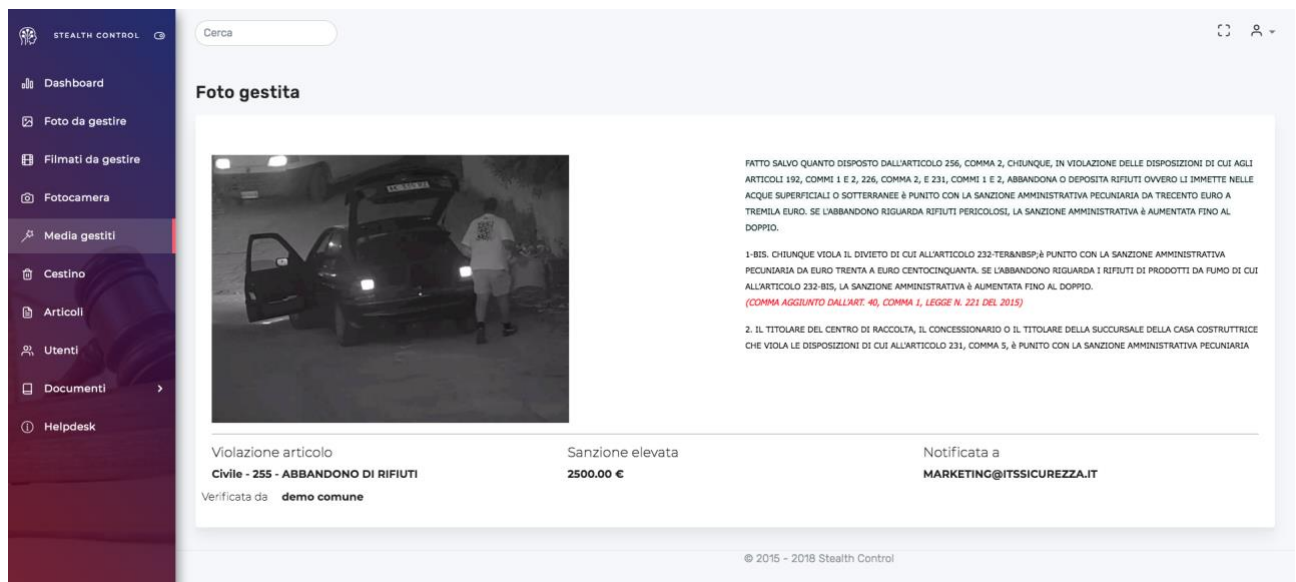 STEALTH CONTROL
Cerca
Dashboard
Foto da gestire
Filmati da gestire
Fotocamera
Media gestiti
Cestino
Articoli
Utenti
Documenti
Helpdesk
Foto gestita
FATTO SALVO QUANTO DISPOSTO DALL'ARTICOLO 256, COMMA 2, CHIUNQUE, IN VIOLAZIONE DELLE DISPOSIZIONI DI CUI AGLI
ARTICOLI 192, COMMI 1 E 2, 226, COMMA 2, E 231, COMMI 1 E 2, ABBANDONA O DEPOSITA RIFIUTI OVVERO LI IMMETTE NELLE
ACQUE SUPERFICIALI O SOTTERRANEE è PUNITO CON LA SANZIONE AMMINISTRATIVA PECUNIARIA DA TRECENTO EURO A
TREMILA EURO. SE L'ABBANDONO RIGUARDA RIFIUTI PERICOLOSI, LA SANZIONE AMMINISTRATIVA è AUMENTATA FINO AL
DOPPIO.
1-BIS. CHIUNQUE VIOLA IL DIVIETO DI CUI ALL'ARTICOLO 232-TER&NBSP;è PUNITO CON LA SANZIONE AMMINISTRATIVA
PECUNIARIA DA EURO TRENTA A EURO CENTOCINQUANTA. SE L'ABBANDONO RIGUARDA I RIFIUTI DI PRODOTTI DA FUMO DI CUI
ALL'ARTICOLO 232-BIS, LA SANZIONE AMMINISTRATIVA è AUMENTATA FINO AL DOPPIO.
(COMMA AGGIUNTO DALL'ART. 40, COMMA 1, LEGGE N. 221 DEL 2015)
2. IL TITOLARE DEL CENTRO DI RACCOLTA, IL CONCESSIONARIO O IL TITOLARE DELLA SUCCURSALE DELLA CASA COSTRUTTRICE
CHE VIOLA LE DISPOSIZIONI DI CUI ALL'ARTICOLO 231, COMMA 5, è PUNITO CON LA SANZIONE AMMINISTRATIVA PECUNIARIA
Violazione articolo
Civile - 255 - ABBANDONO DI RIFIUTI
Sanzione elevata
2500.00 €
Notificata a
MARKETING@ITSSICUREZZA.IT
Verificata da demo comune
© 2015 - 2018 Stealth Control